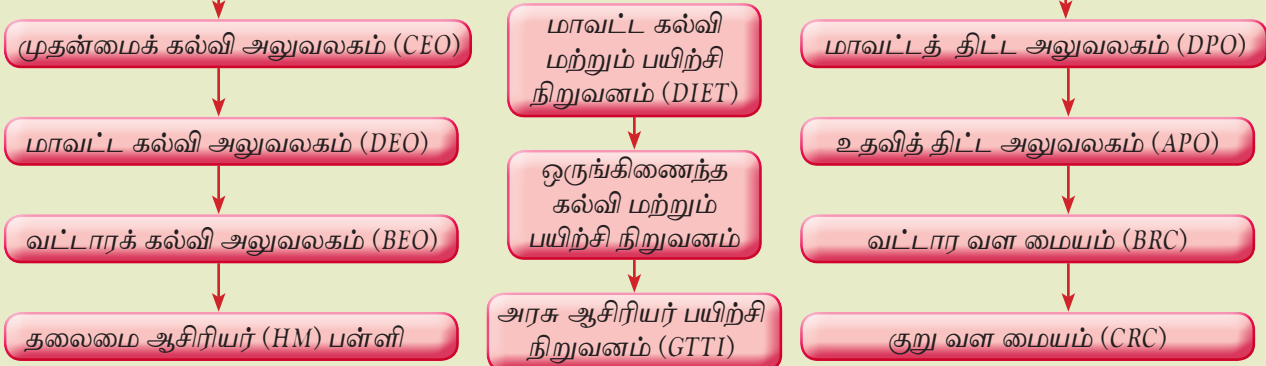 முதன்மைக் கல்வி அலுவலகம் (CEO)
மாவட்ட கல்வி அலுவலகம் (DEO)
வட்டாரக் கல்வி அலுவலகம் (BEO)
தலைமை ஆசிரியர் (HM) பள்ளி
மாவட்ட கல்வி
மற்றும் பயிற்சி
நிறுவனம் (DIET)
ஒருங்கிணைந்த
கல்வி மற்றும்
பயிற்சி நிறுவனம்
அரசு ஆசிரியர் பயிற்சி
நிறுவனம் (GTTI)
மாவட்டத் திட்ட அலுவலகம் (DPO)
உதவித் திட்ட அலுவலகம் (APO)
வட்டார வள மையம் (BRC)
குறு வள மையம் (CRC)